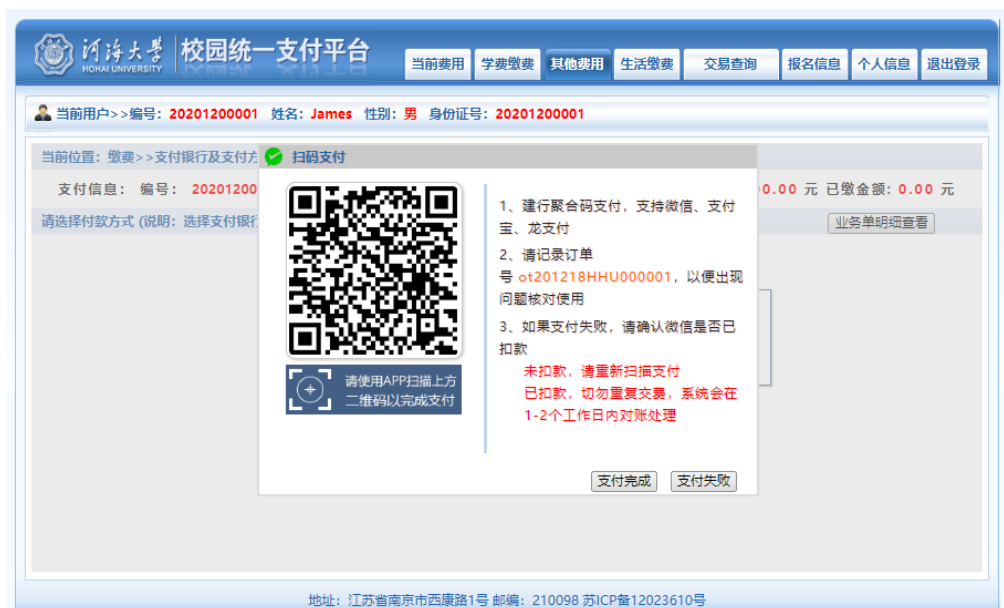 河海大学 校园统一支付平台
HOHAI UNIVERSITY
当前费用 学费缴费 其他费用 生活缴费 交易查询 报名信息 个人信息 退出登录
当前用户>>编号: 20201200001 姓名: James 性别: 男 身份证号: 20201200001
当前位置: 缴费>>支付银行及支付方
扫码支付
支付信息: 编号: 20201200
0.00 元 已缴金额: 0.00 元
请选择付款方式 (说明: 选择支付银行
业务单明细查看
1、建行聚合码支付，支持微信、支付
宝、龙支付
2、请记录订单
号 ot201218HHU000001，以便出现
问题核对使用
3、如果支付失败，请确认微信是否已
扣款
未扣款，请重新扫描支付
已扣款，切勿重复交费，系统会在
1-2个工作日内对账处理
请使用APP扫描上方
二维码以完成支付
支付完成 支付失败
地址: 江苏省南京市西康路1号 邮编: 210098 苏ICP备12023610号